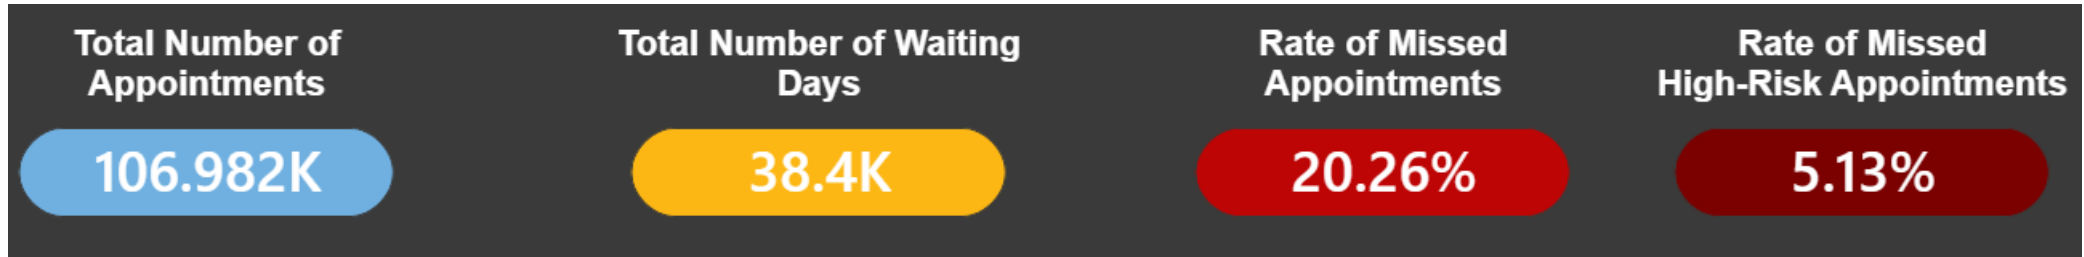 Total Number of
Appointments
106.982K
Total Number of Waiting
Days
38.4K
Rate of Missed
Appointments
20.26%
Rate of Missed
High-Risk Appointments
5.13%